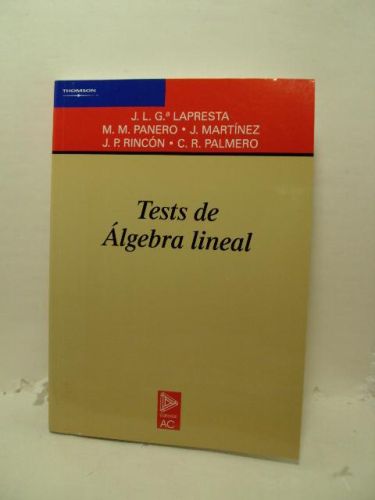 THOMSON
J. L. G.ª LAPRESTA
M. M. PANERO • J. MARTÍNEZ
J. P. RINCÓN • C. R. PALMERO
Tests de
Álgebra lineal
AC